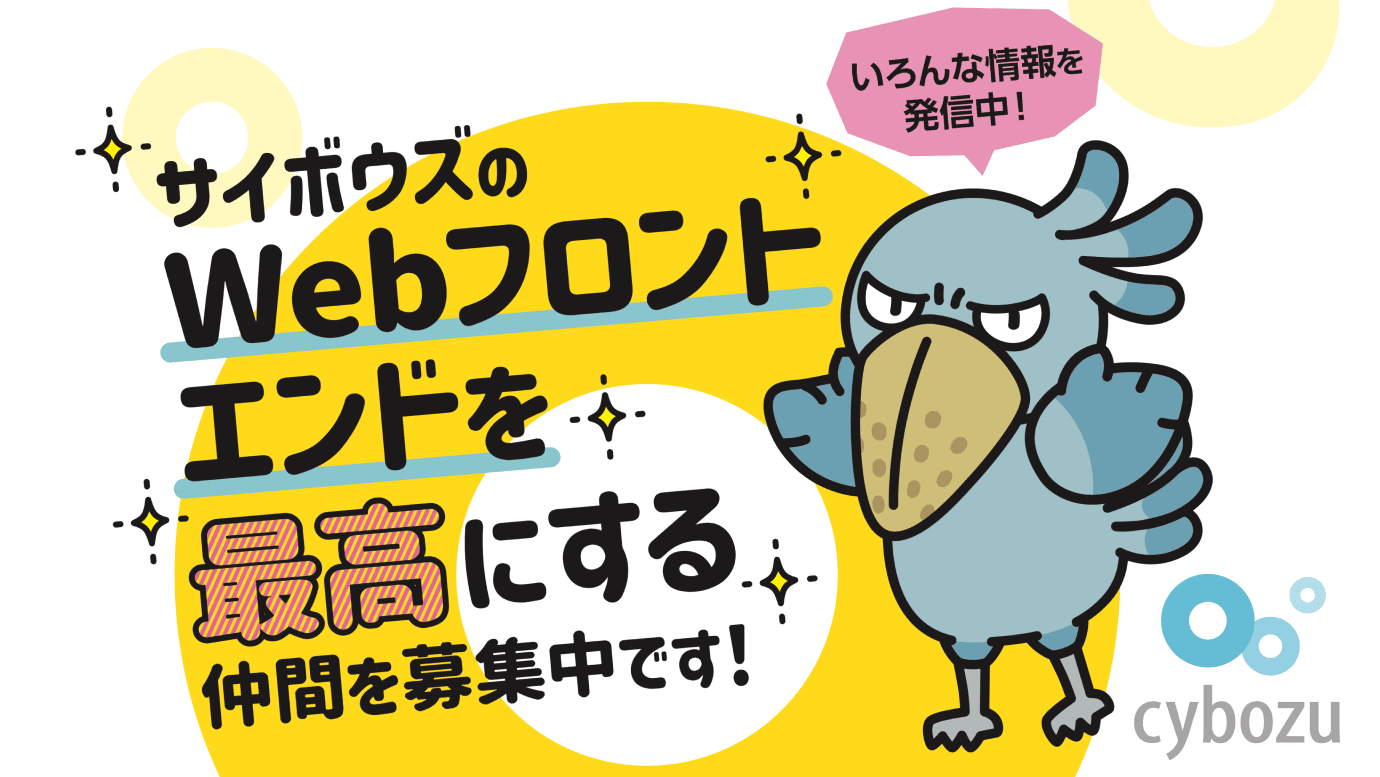 いろんな情報を
発信中!
サイボウズの
Webフロント
エンドを
最高にする
仲間を募集中です!
cybozu